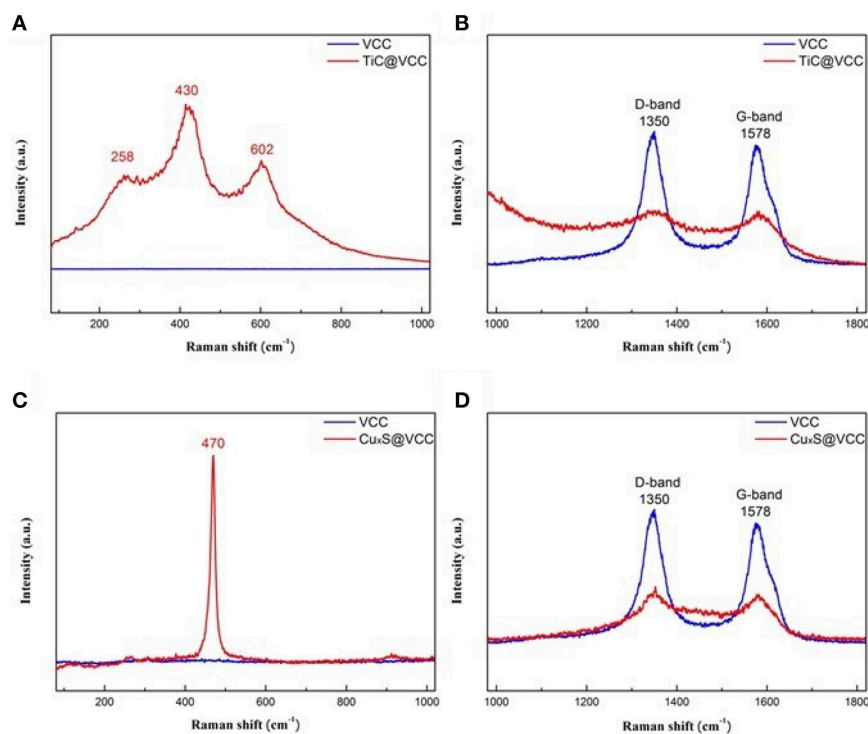 A
VCC
TiC@VCC
430
602
258
Intensity (a.u.)
200
400
600
800
1000
Raman shift (cm⁻¹)
B
VCC
TiC@VCC
D-band
1350
G-band
1578
Intensity (a.u.)
1000
1200
1400
1600
1800
Raman shift (cm⁻¹)
C
VCC
CuₓS@VCC
470
Intensity (a.u.)
200
400
600
800
1000
Raman shift (cm⁻¹)
D
VCC
CuₓS@VCC
D-band
1350
G-band
1578
Intensity (a.u.)
1000
1200
1400
1600
1800
Raman shift (cm⁻¹)